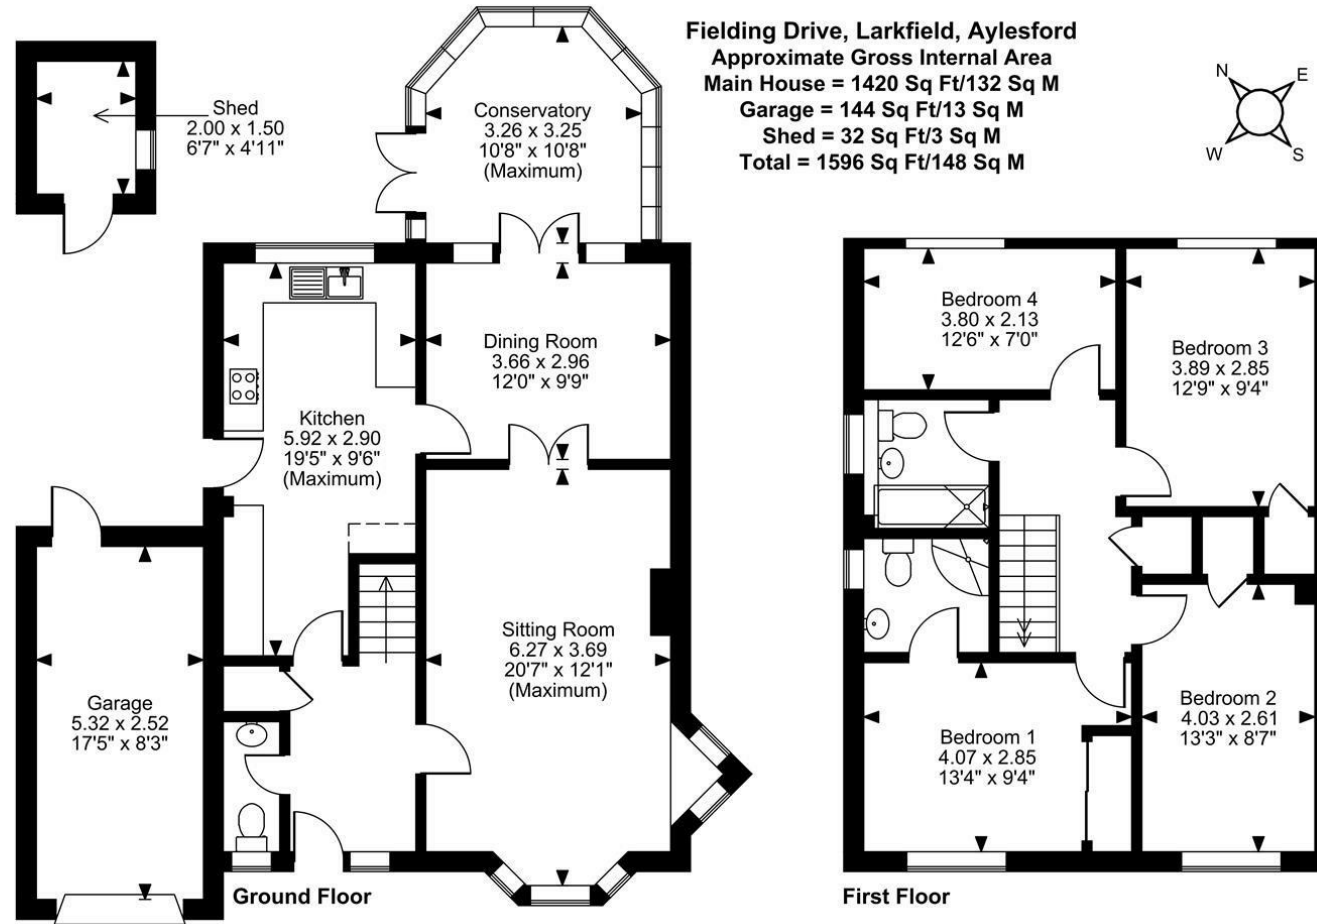 Fielding Drive, Larkfield, Aylesford
Approximate Gross Internal Area
Main House = 1420 Sq Ft/132 Sq M
Garage = 144 Sq Ft/13 Sq M
Shed = 32 Sq Ft/3 Sq M
Total = 1596 Sq Ft/148 Sq M
N
E
W
S
Shed
2.00 x 1.50
6'7" x 4'11"
Conservatory
3.26 x 3.25
10'8" x 10'8"
(Maximum)
Dining Room
3.66 x 2.96
12'0" x 9'9"
Kitchen
5.92 x 2.90
19'5" x 9'6"
(Maximum)
Sitting Room
6.27 x 3.69
20'7" x 12'1"
(Maximum)
Garage
5.32 x 2.52
17'5" x 8'3"
Ground Floor
Bedroom 4
3.80 x 2.13
12'6" x 7'0"
Bedroom 3
3.89 x 2.85
12'9" x 9'4"
Bedroom 2
4.03 x 2.61
13'3" x 8'7"
Bedroom 1
4.07 x 2.85
13'4" x 9'4"
First Floor